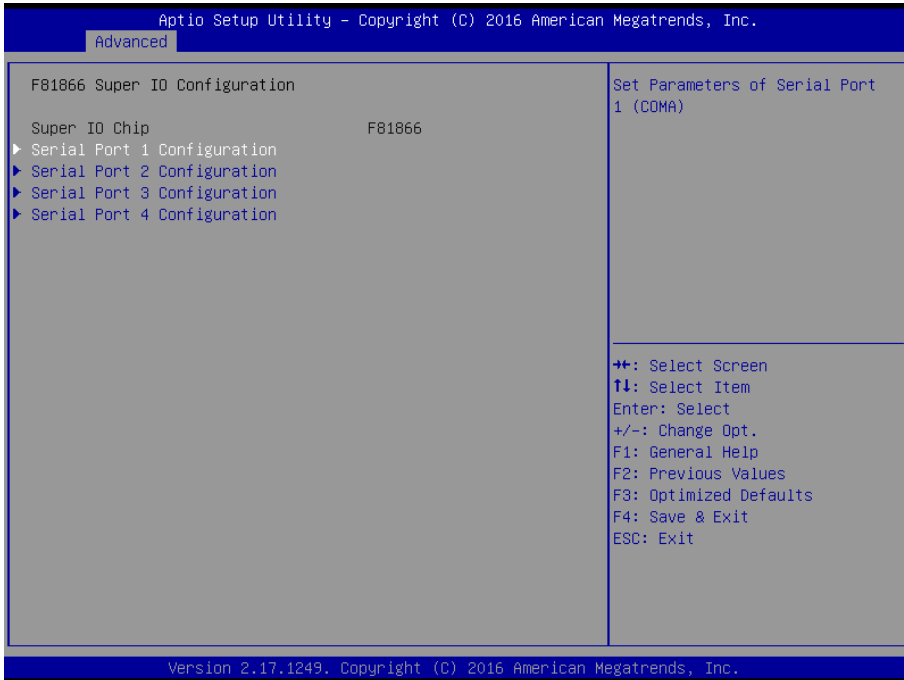 Aptio Setup Utility – Copyright (C) 2016 American Megatrends, Inc.
Advanced
F81866 Super IO Configuration
Super IO Chip F81866
Serial Port 1 Configuration
Serial Port 2 Configuration
Serial Port 3 Configuration
Serial Port 4 Configuration
Set Parameters of Serial Port
1 (COMA)
→←: Select Screen
↑↓: Select Item
Enter: Select
+/-: Change Opt.
F1: General Help
F2: Previous Values
F3: Optimized Defaults
F4: Save & Exit
ESC: Exit
Version 2.17.1249. Copyright (C) 2016 American Megatrends, Inc.